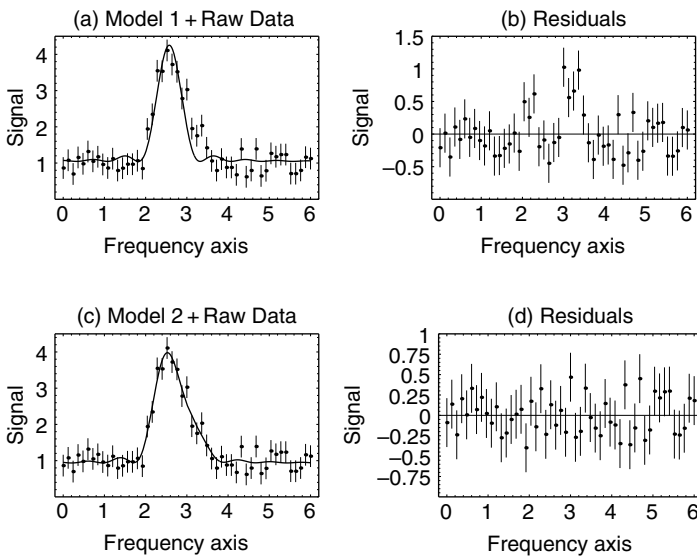 (a) Model 1 + Raw Data
4
3
2
1
Signal
0 1 2 3 4 5 6
Frequency axis
(b) Residuals
1.5
1
0.5
0
−0.5
Signal
0 1 2 3 4 5 6
Frequency axis
(c) Model 2 + Raw Data
4
3
2
1
Signal
0 1 2 3 4 5 6
Frequency axis
(d) Residuals
1
0.75
0.5
0.25
0
−0.25
−0.5
−0.75
Signal
0 1 2 3 4 5 6
Frequency axis